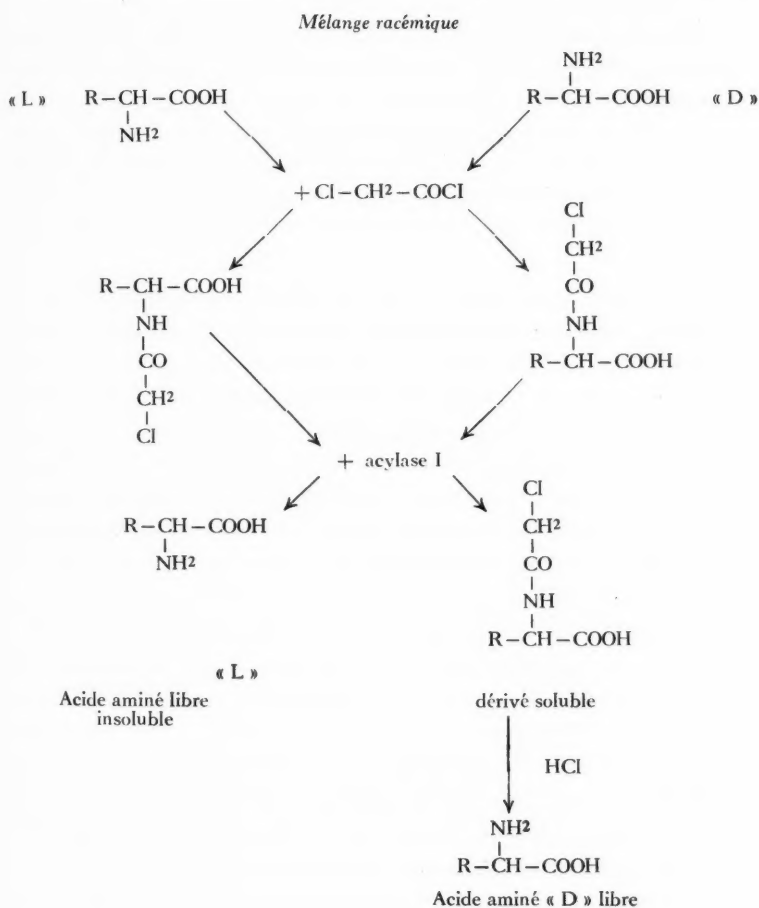 Mélange racémique
NH2
« L » R–CH–COOH R–CH–COOH « D »
NH2
+ Cl–CH2–COCl
Cl
CH2
R–CH–COOH
CO
NH
NH
CO
R–CH–COOH
CH2
Cl
+ acylase I
Cl
R–CH–COOH
CH2
NH2
CO
NH
R–CH–COOH
« L »
Acide aminé libre
insoluble
dérivé soluble
HCl
NH2
R–CH–COOH
Acide aminé « D » libre